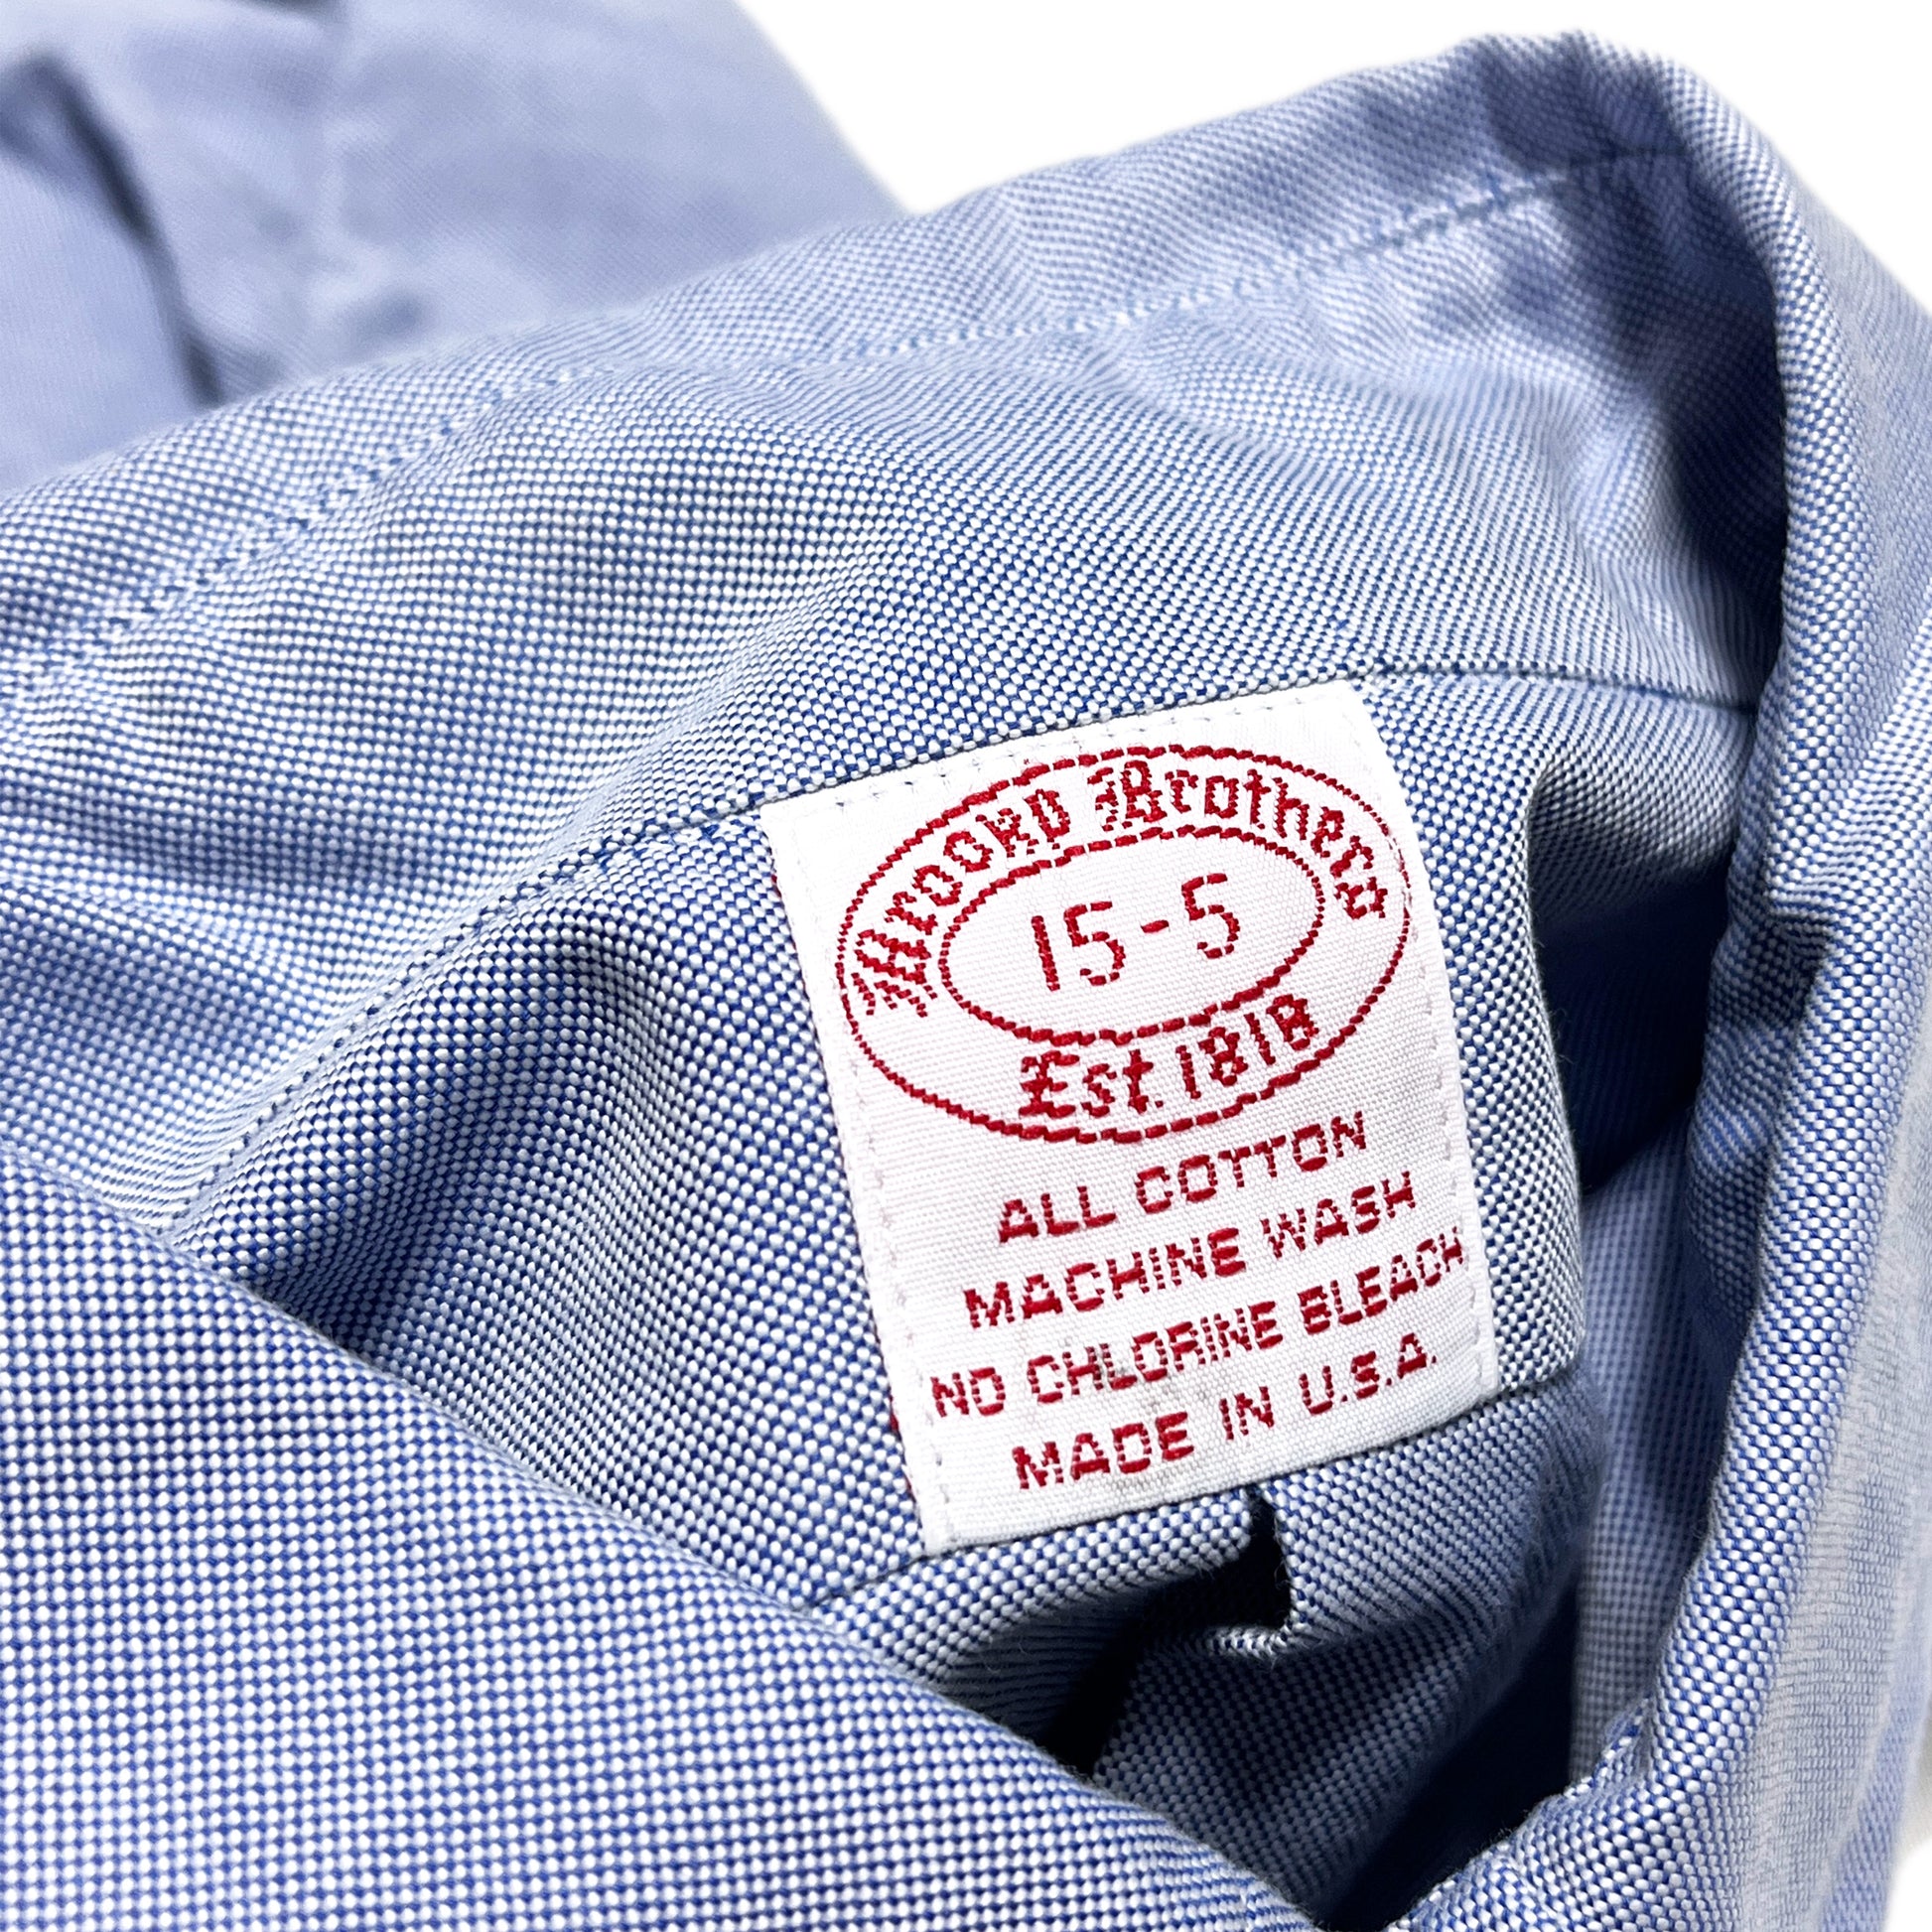 Brooks Brothers
15-5
Est. 1818
ALL COTTON
MACHINE WASH
NO CHLORINE BLEACH
MADE IN U.S.A.